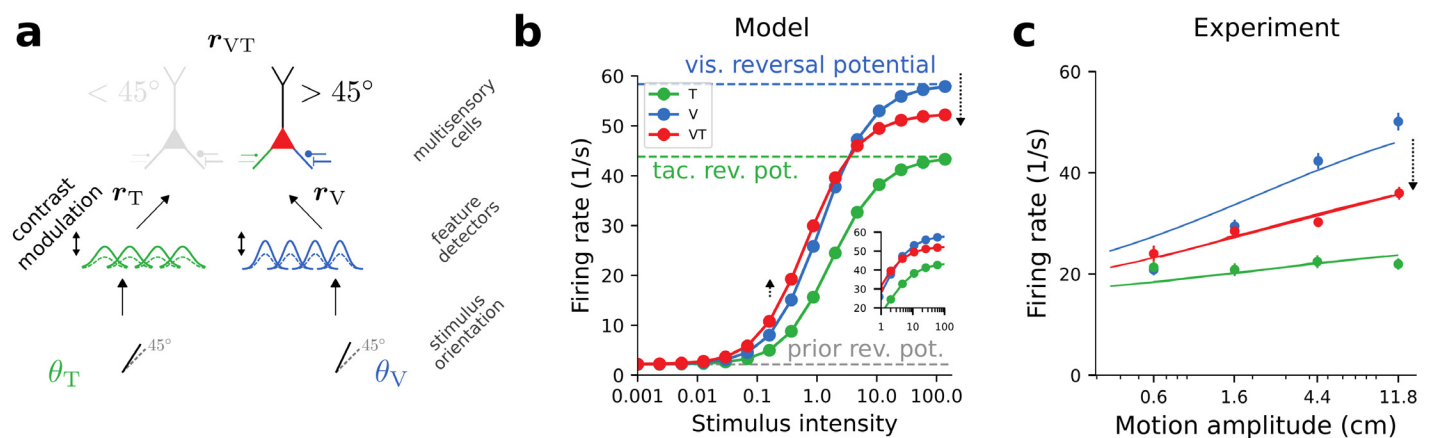 a
r_VT
< 45°
> 45°
multisensory
cells
contrast
modulation
r_T
r_V
feature
detectors
45°
45°
stimulus
orientation
θ_T
θ_V
b
Model
vis. reversal potential
T
V
VT
tac. rev. pot.
prior rev. pot.
Firing rate (1/s)
60
50
40
30
20
10
0
0.001 0.01 0.1 1.0 10.0 100.0
Stimulus intensity
60
50
40
30
20
1 10 100
c
Experiment
Firing rate (1/s)
60
40
20
0
0.6 1.6 4.4 11.8
Motion amplitude (cm)